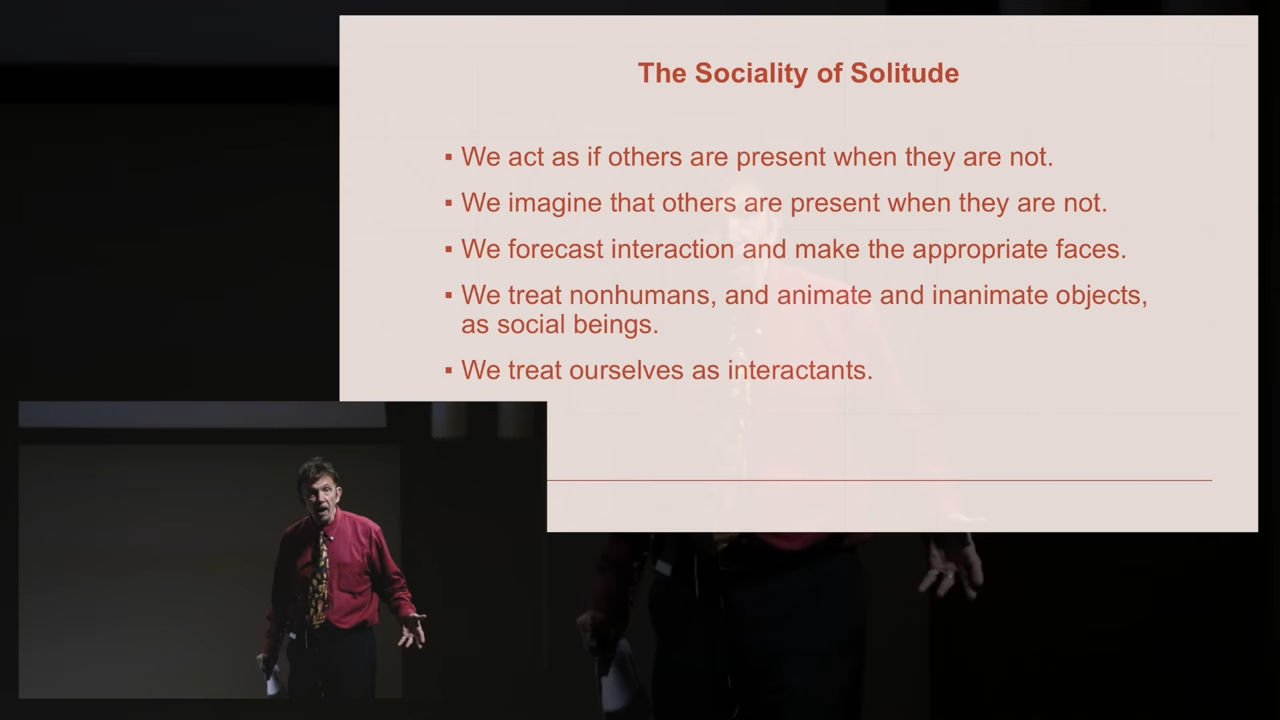 The Sociality of Solitude
▪ We act as if others are present when they are not.
▪ We imagine that others are present when they are not.
▪ We forecast interaction and make the appropriate faces.
▪ We treat nonhumans, and animate and inanimate objects,
as social beings.
▪ We treat ourselves as interactants.